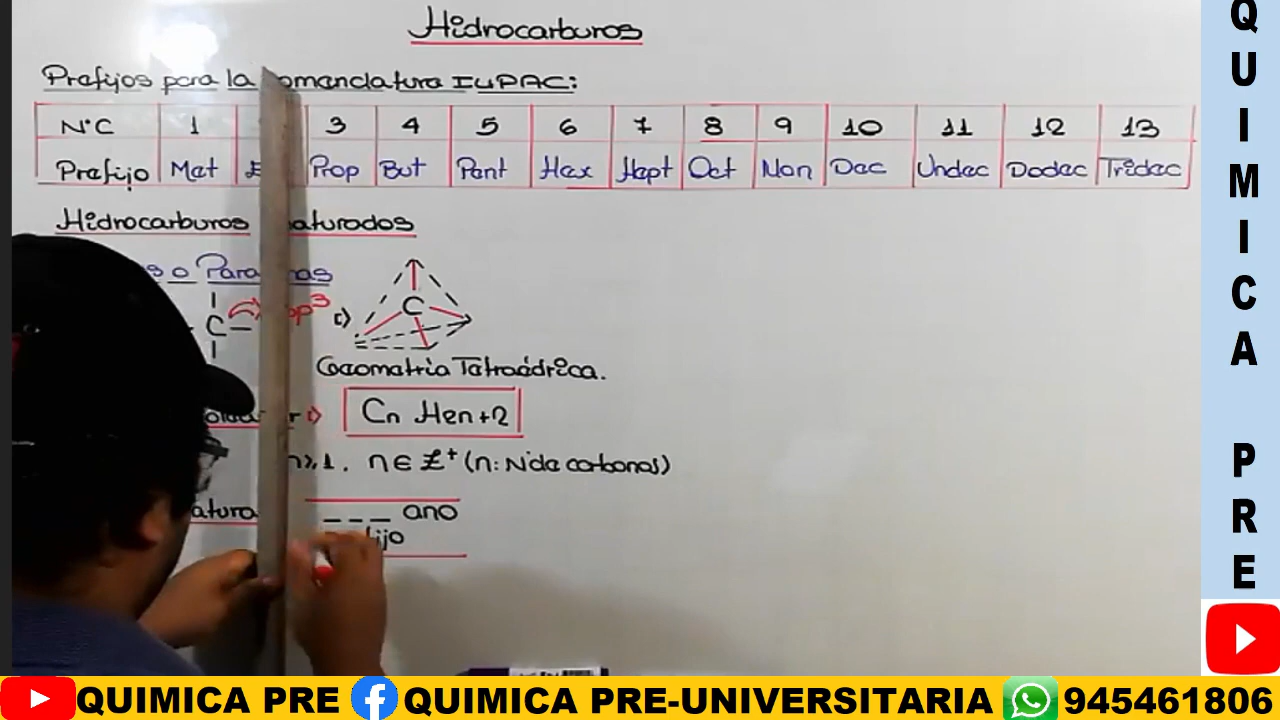 Hidrocarburos
Prefijos para la nomenclatura IUPAC:
N°C 1 3 4 5 6 7 8 9 10 11 12 13
Prefijo Met E Prop But Pent Hex Hept Oct Non Dec Undec Dodec Tridec
Hidrocarburos saturados
s o Parafinas
C sp³
C
Geometría Tetraédrica.
Cn H2n+2
n≥1. n∈Z⁺ (n: N°de carbonos)
_ _ _ ano
QUIMICA PRE
QUIMICA PRE QUIMICA PRE-UNIVERSITARIA 945461806